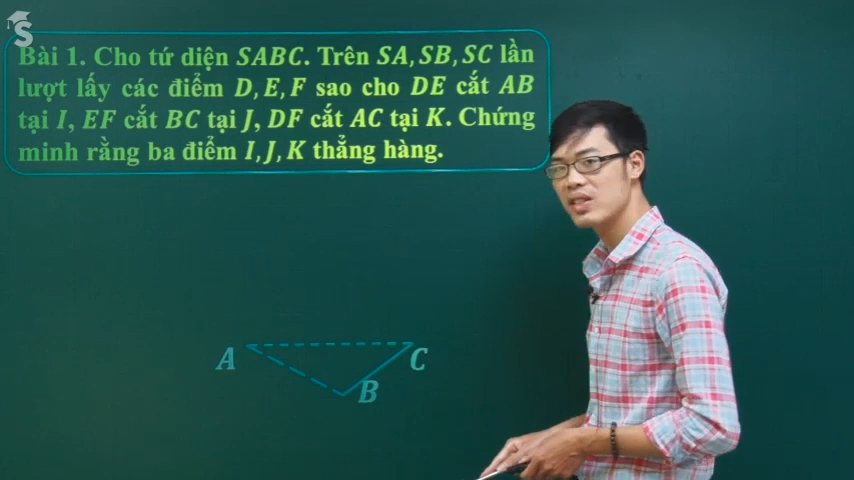 S
Bài 1. Cho tứ diện SABC. Trên SA, SB, SC lần
lượt lấy các điểm D, E, F sao cho DE cắt AB
tại I, EF cắt BC tại J, DF cắt AC tại K. Chứng
minh rằng ba điểm I, J, K thẳng hàng.
A
C
B